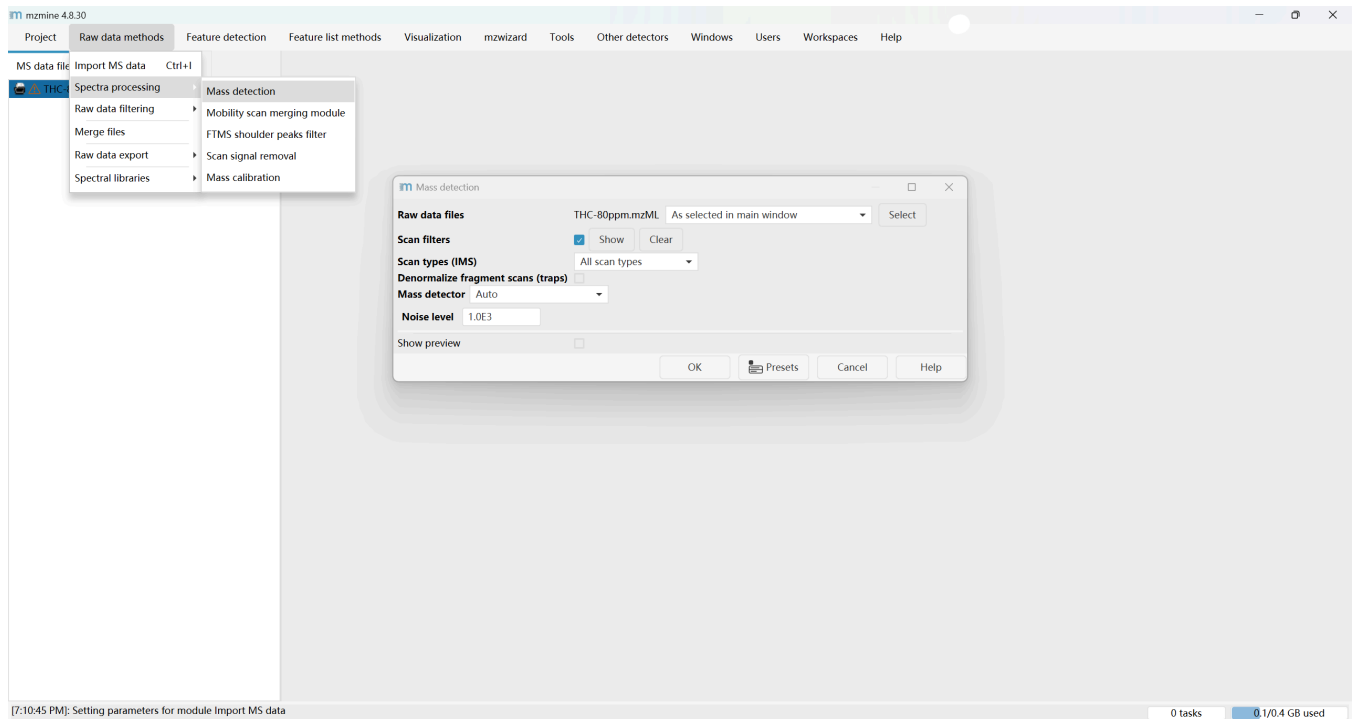 mzmine 4.8.30
Project Raw data methods Feature detection Feature list methods Visualization mzwizard Tools Other detectors Windows Users Workspaces Help
MS data file
Import MS data Ctrl+I
THC-
Spectra processing
Mass detection
Raw data filtering
Mobility scan merging module
Merge files
FTMS shoulder peaks filter
Raw data export
Scan signal removal
Spectral libraries
Mass calibration
Mass detection
Raw data files THC-80ppm.mzML As selected in main window Select
Scan filters Show Clear
Scan types (IMS) All scan types
Denormalize fragment scans (traps)
Mass detector Auto
Noise level 1.0E3
Show preview
OK Presets Cancel Help
[7:10:45 PM]: Setting parameters for module Import MS data
0 tasks 0.1/0.4 GB used